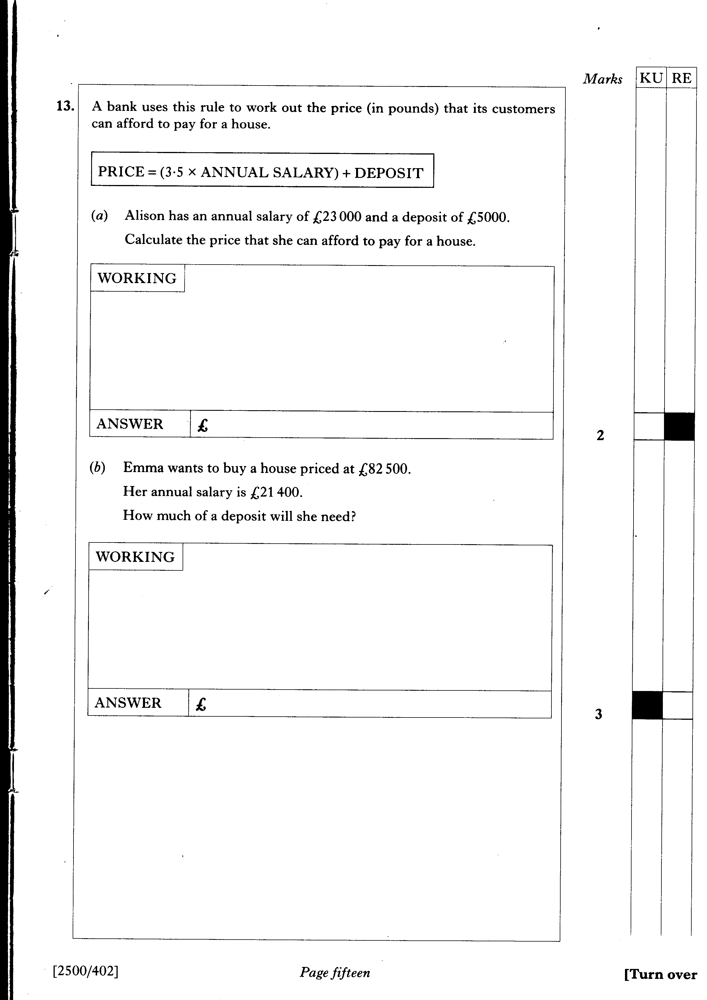 Marks KU RE
13. A bank uses this rule to work out the price (in pounds) that its customers
can afford to pay for a house.
PRICE = (3·5 × ANNUAL SALARY) + DEPOSIT
(a) Alison has an annual salary of £23 000 and a deposit of £5000.
Calculate the price that she can afford to pay for a house.
WORKING
ANSWER £
2
(b) Emma wants to buy a house priced at £82 500.
Her annual salary is £21 400.
How much of a deposit will she need?
WORKING
ANSWER £
3
[2500/402] Page fifteen [Turn over